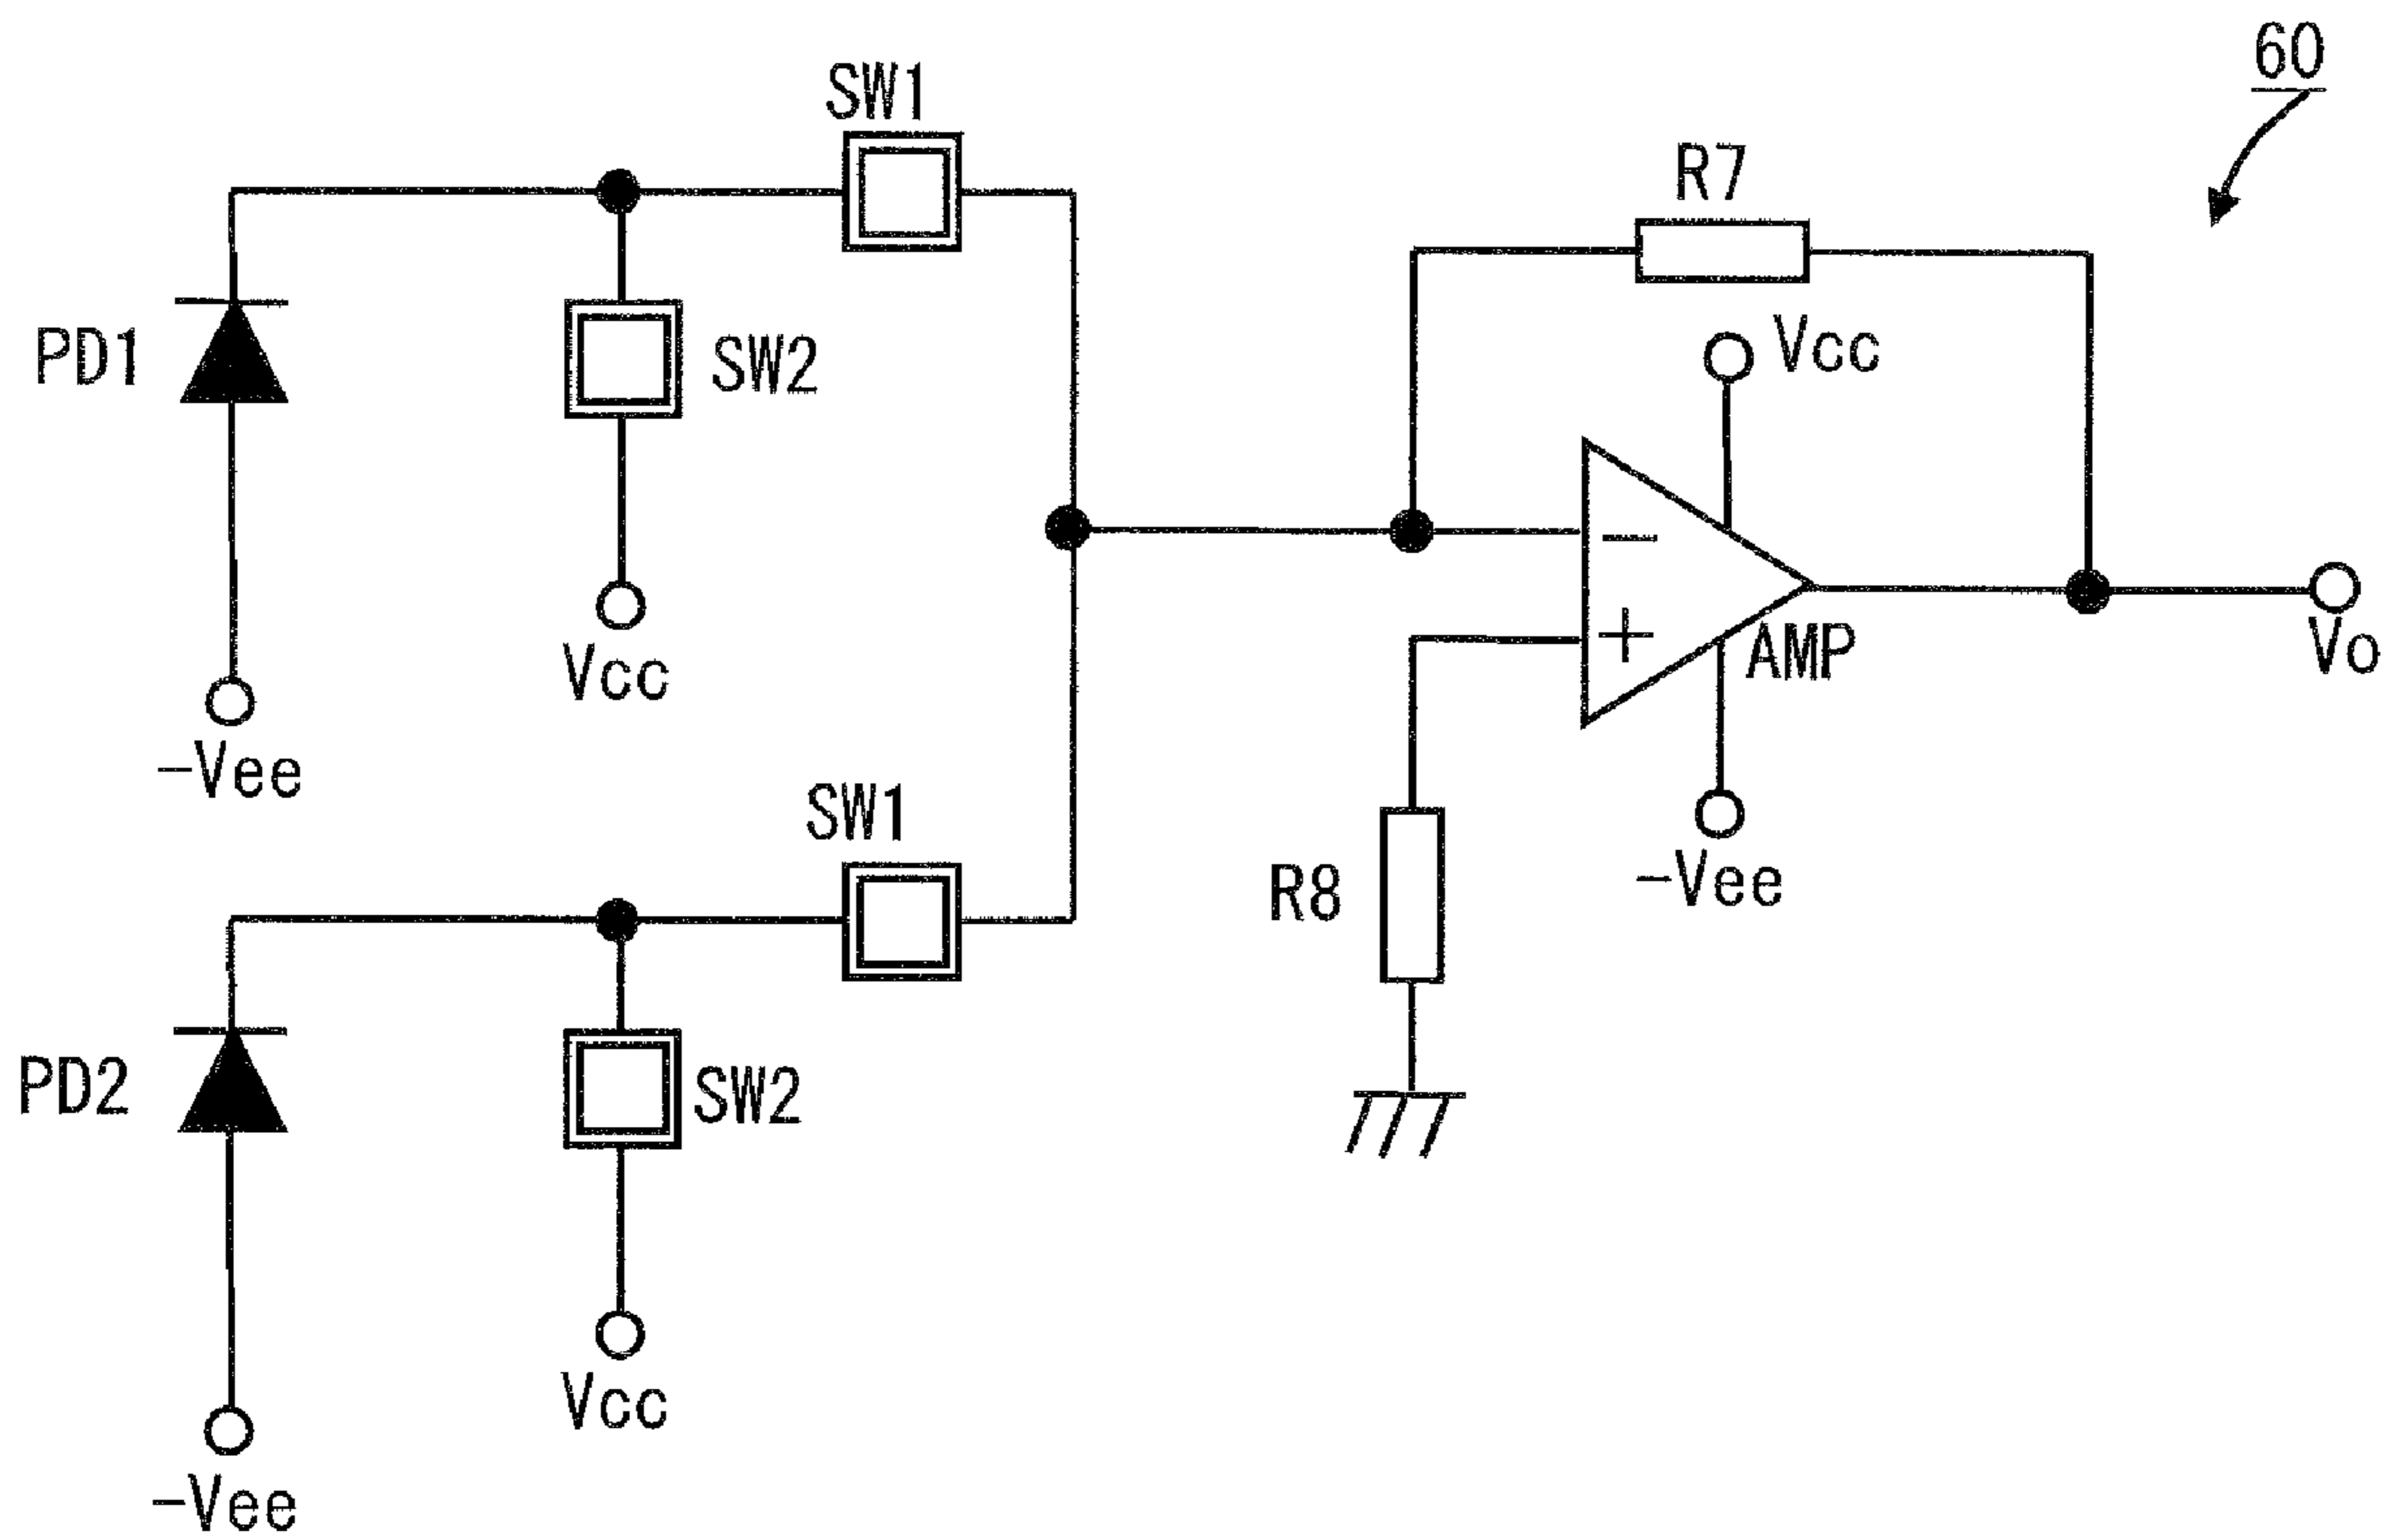 60
SW1
R7
PD1
SW2
Vcc
Vcc
-Vee
−
+
AMP
Vo
SW1
R8
-Vee
PD2
SW2
Vcc
-Vee